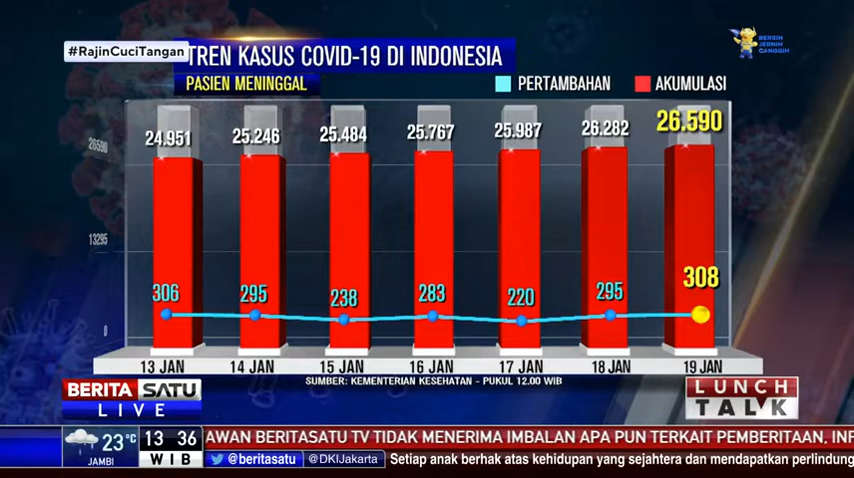 #RajinCuciTangan
TREN KASUS COVID-19 DI INDONESIA
BERSIH
JERNIH
CANGGIH
PASIEN MENINGGAL
PERTAMBAHAN
AKUMULASI
24.951 25.246 25.484 25.767 25.987 26.282 26.590
26590
13295
0
306 295 238 283 220 295 308
13 JAN 14 JAN 15 JAN 16 JAN 17 JAN 18 JAN 19 JAN
SUMBER: KEMENTERIAN KESEHATAN - PUKUL 12.00 WIB
BERITA SATU
LIVE
LUNCH
TALK
23°C
JAMBI
13 36
WIB
AWAN BERITASATU TV TIDAK MENERIMA IMBALAN APA PUN TERKAIT PEMBERITAAN, INF
@beritasatu @DKIJakarta Setiap anak berhak atas kehidupan yang sejahtera dan mendapatkan perlindung